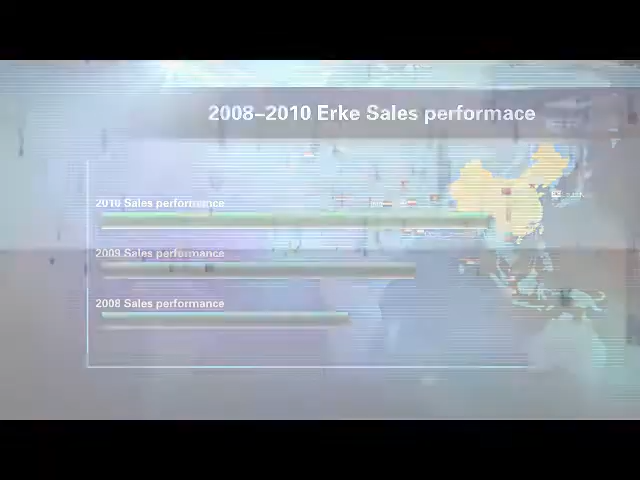 2008-2010 Erke Sales performace
2010 Sales performance
2009 Sales performance
2008 Sales performance